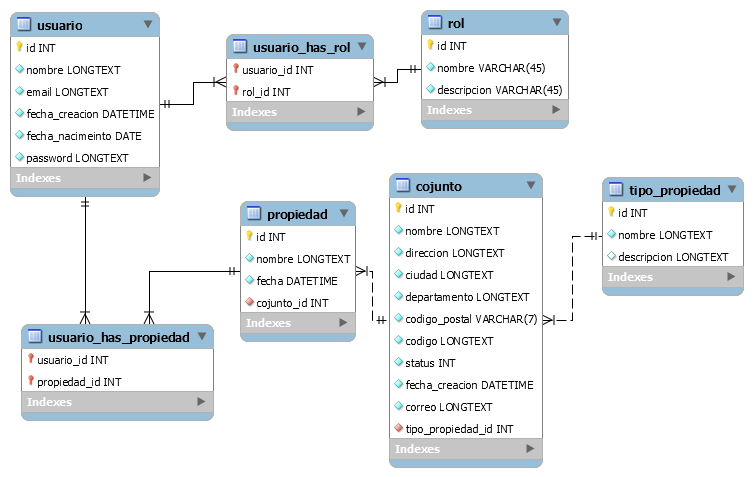 usuario
id INT
nombre LONGTEXT
email LONGTEXT
fecha_creacion DATETIME
fecha_nacimeinto DATE
password LONGTEXT
Indexes
usuario_has_rol
usuario_id INT
rol_id INT
Indexes
rol
id INT
nombre VARCHAR(45)
descripcion VARCHAR(45)
Indexes
propiedad
id INT
nombre LONGTEXT
fecha DATETIME
cojunto_id INT
Indexes
cojunto
id INT
nombre LONGTEXT
direccion LONGTEXT
ciudad LONGTEXT
departamento LONGTEXT
codigo_postal VARCHAR(7)
codigo LONGTEXT
status INT
fecha_creacion DATETIME
correo LONGTEXT
tipo_propiedad_id INT
Indexes
tipo_propiedad
id INT
nombre LONGTEXT
descripcion LONGTEXT
Indexes
usuario_has_propiedad
usuario_id INT
propiedad_id INT
Indexes